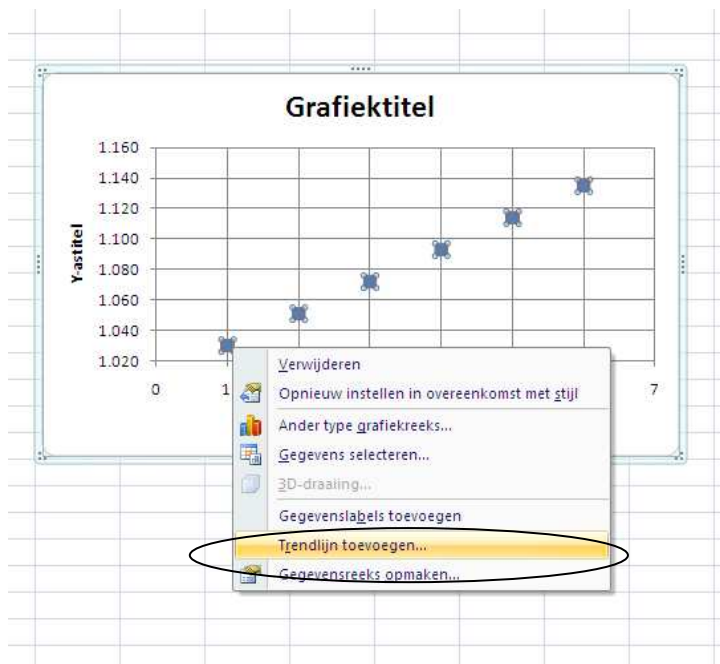 Grafiektitel
1.160
1.140
1.120
1.100
1.080
1.060
1.040
1.020
Y-astitel
0 1 7
Verwijderen
Opnieuw instellen in overeenkomst met stijl
Ander type grafiekreeks...
Gegevens selecteren...
3D-draaiing...
Gegevenslabels toevoegen
Trendlijn toevoegen...
Gegevensreeks opmaken...